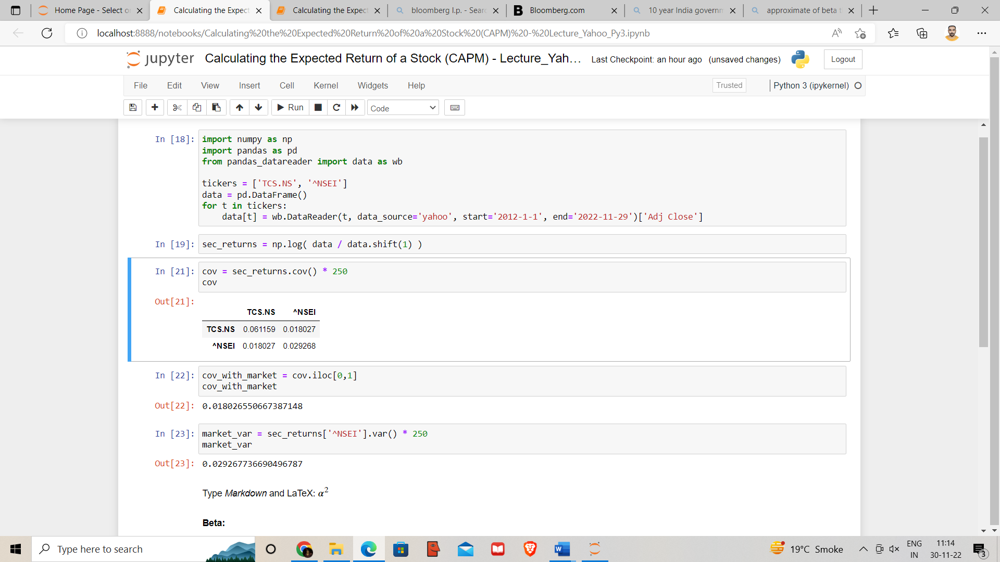 Home Page - Select o
Calculating the Expect
Calculating the Expect
bloomberg l.p. - Sear
Bloomberg.com
10 year India governm
approximate of beta t
localhost:8888/notebooks/Calculating%20the%20Expected%20Return%20of%20a%20Stock%20(CAPM)%20-%20Lecture_Yahoo_Py3.ipynb
jupyter Calculating the Expected Return of a Stock (CAPM) - Lecture_Yah… Last Checkpoint: an hour ago (unsaved changes) Logout
File Edit View Insert Cell Kernel Widgets Help Trusted Python 3 (ipykernel)
Run Code
In [18]: import numpy as np
import pandas as pd
from pandas_datareader import data as wb
tickers = ['TCS.NS', '^NSEI']
data = pd.DataFrame()
for t in tickers:
    data[t] = wb.DataReader(t, data_source='yahoo', start='2012-1-1', end='2022-11-29')['Adj Close']
In [19]: sec_returns = np.log( data / data.shift(1) )
In [21]: cov = sec_returns.cov() * 250
cov
Out[21]:
TCS.NS ^NSEI
TCS.NS 0.061159 0.018027
^NSEI 0.018027 0.029268
In [22]: cov_with_market = cov.iloc[0,1]
cov_with_market
Out[22]: 0.018026550667387148
In [23]: market_var = sec_returns['^NSEI'].var() * 250
market_var
Out[23]: 0.029267736690496787
Type Markdown and LaTeX: α²
Beta:
Type here to search
19°C Smoke
ENG
IN
11:14
30-11-22
3